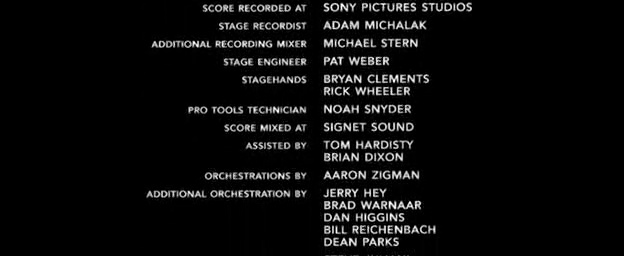 SCORE RECORDED AT SONY PICTURES STUDIOS
STAGE RECORDIST ADAM MICHALAK
ADDITIONAL RECORDING MIXER MICHAEL STERN
STAGE ENGINEER PAT WEBER
STAGEHANDS BRYAN CLEMENTS
RICK WHEELER
PRO TOOLS TECHNICIAN NOAH SNYDER
SCORE MIXED AT SIGNET SOUND
ASSISTED BY TOM HARDISTY
BRIAN DIXON
ORCHESTRATIONS BY AARON ZIGMAN
ADDITIONAL ORCHESTRATION BY JERRY HEY
BRAD WARNAAR
DAN HIGGINS
BILL REICHENBACH
DEAN PARKS